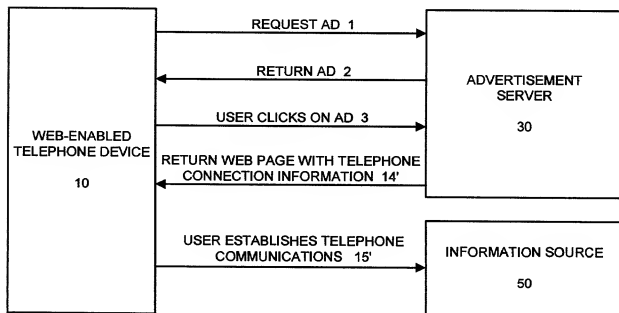 REQUEST AD 1
RETURN AD 2
USER CLICKS ON AD 3
RETURN WEB PAGE WITH TELEPHONE
CONNECTION INFORMATION 14'
USER ESTABLISHES TELEPHONE
COMMUNICATIONS 15'
WEB-ENABLED
TELEPHONE DEVICE
10
ADVERTISEMENT
SERVER
30
INFORMATION SOURCE
50